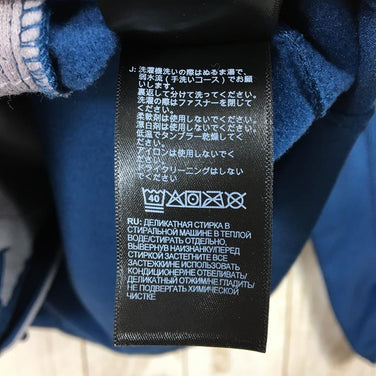 J: 洗濯機洗いの際はぬるま湯で、
弱水流（手洗いコース）でお願
いします。
裏返して分けて洗ってください。
洗濯の際はファスナーを閉じて
ください。
柔軟剤は使用しないでください。
漂白剤は使用しないでください。
低温でタンブラー乾燥してくだ
さい。
アイロンは使用しないでくだ
さい。
ドライクリーニングはしない
でください。
40
RU: ДЕЛИКАТНАЯ СТИРКА В
СТИРАЛЬНОЙ МАШИНЕ В ТЕПЛОЙ
ВОДЕ/СТИРАТЬ ОТДЕЛЬНО,
ВЫВЕРНУВ НАИЗНАНКУ/ПЕРЕД
СТИРКОЙ ЗАСТЕГНУТЬ ВСЕ
ЗАСТЕЖКИ/НЕ ИСПОЛЬЗОВАТЬ
КОНДИЦИОНЕР/НЕ ОТБЕЛИВАТЬ/
ДЕЛИКАТНЫЙ ОТЖИМ/НЕ ГЛАДИТЬ/
НЕ ПОДВЕРГАТЬ ХИМИЧЕСКОЙ
ЧИСТКЕ